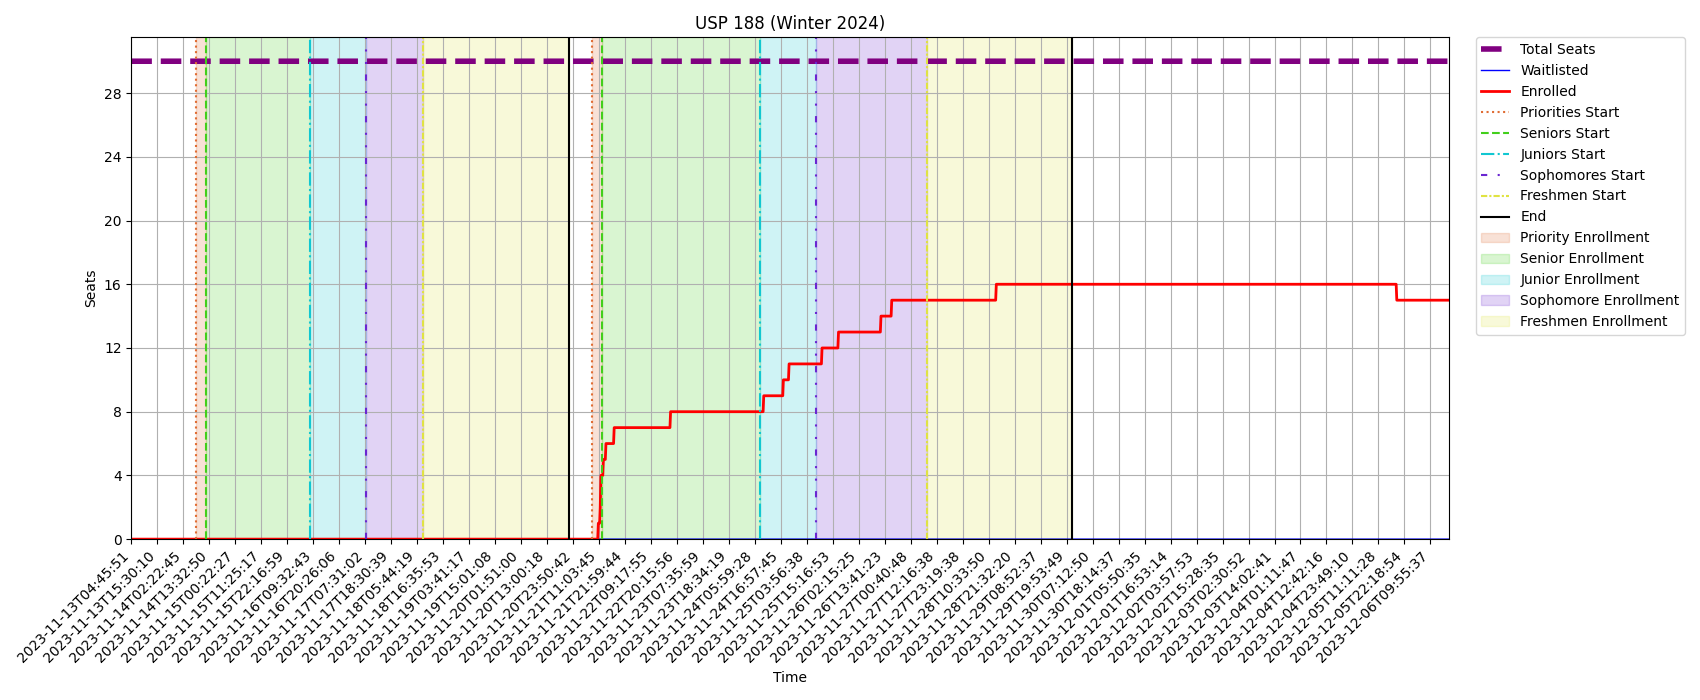 USP 188 (Winter 2024)
Total Seats
Waitlisted
Enrolled
Priorities Start
Seniors Start
Juniors Start
Sophomores Start
Freshmen Start
End
Priority Enrollment
Senior Enrollment
Junior Enrollment
Sophomore Enrollment
Freshmen Enrollment
Seats
28
24
20
16
12
8
4
0
2023-11-13T04:45:51
2023-11-13T15:30:10
2023-11-14T02:22:45
2023-11-14T13:32:50
2023-11-15T00:22:27
2023-11-15T11:25:17
2023-11-15T22:16:59
2023-11-16T09:32:43
2023-11-16T20:26:06
2023-11-17T07:31:02
2023-11-17T18:30:39
2023-11-18T05:44:19
2023-11-18T16:35:53
2023-11-19T03:41:17
2023-11-19T15:01:08
2023-11-20T01:51:00
2023-11-20T13:00:18
2023-11-20T23:50:42
2023-11-21T11:03:45
2023-11-21T21:59:44
2023-11-22T09:17:55
2023-11-22T20:15:56
2023-11-23T07:35:59
2023-11-23T18:34:19
2023-11-24T05:59:28
2023-11-24T16:57:45
2023-11-25T03:56:38
2023-11-25T15:16:53
2023-11-26T02:15:25
2023-11-26T13:41:23
2023-11-27T00:40:48
2023-11-27T12:16:38
2023-11-27T23:19:38
2023-11-28T10:33:50
2023-11-28T21:32:20
2023-11-29T08:52:37
2023-11-29T19:53:49
2023-11-30T07:12:50
2023-11-30T18:14:37
2023-12-01T05:50:35
2023-12-01T16:53:14
2023-12-02T03:57:53
2023-12-02T15:28:35
2023-12-03T02:30:52
2023-12-03T14:02:41
2023-12-04T01:11:47
2023-12-04T12:42:16
2023-12-04T23:49:10
2023-12-05T11:11:28
2023-12-05T22:18:54
2023-12-06T09:55:37
Time